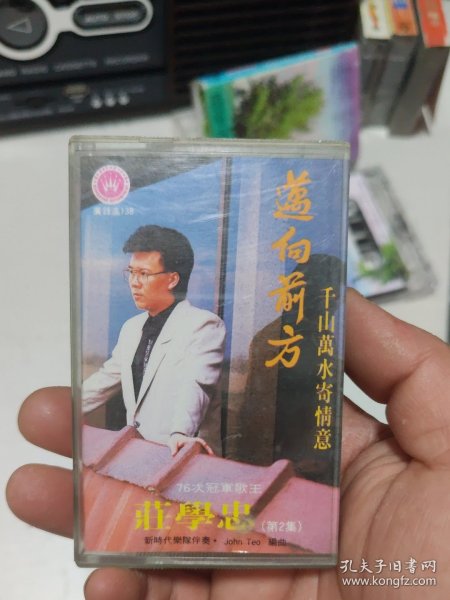 AUTO-STOP
邁向前方
千山萬水寄情意
76次冠軍歌王
莊學忠
(第2集)
新時代樂隊伴奏・John Teo 編曲
孔夫子旧书网
www.kongfz.com